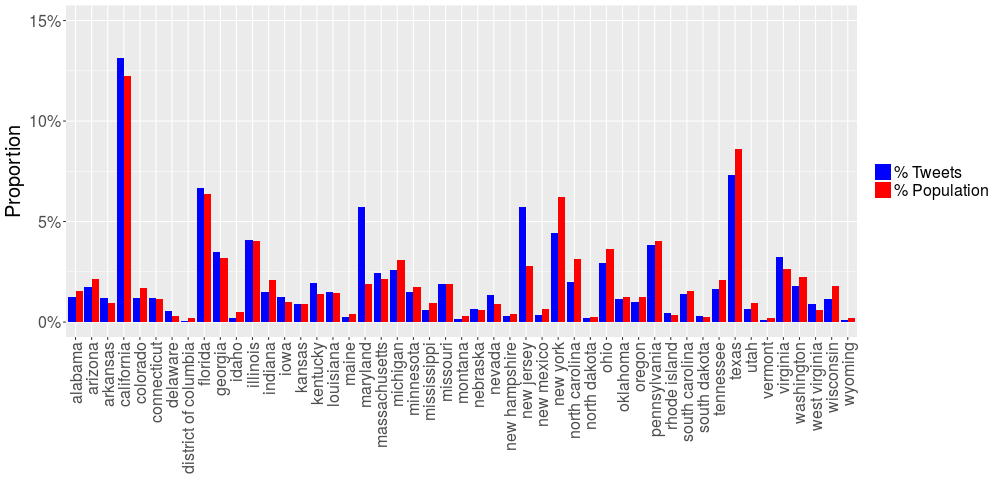 15%
10%
5%
0%
Proportion
% Tweets
% Population
alabama
arizona
arkansas
california
colorado
connecticut
delaware
district of columbia
florida
georgia
idaho
illinois
indiana
iowa
kansas
kentucky
louisiana
maine
maryland
massachusetts
michigan
minnesota
mississippi
missouri
montana
nebraska
nevada
new hampshire
new jersey
new mexico
new york
north carolina
north dakota
ohio
oklahoma
oregon
pennsylvania
rhode island
south carolina
south dakota
tennessee
texas
utah
vermont
virginia
washington
west virginia
wisconsin
wyoming